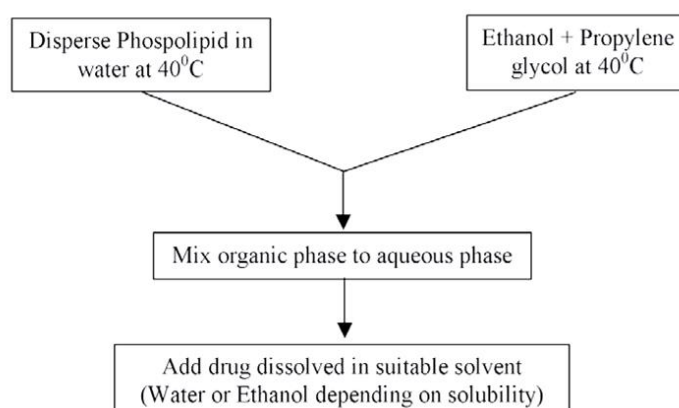 Disperse Phospolipid in
water at 40⁰C
Ethanol + Propylene
glycol at 40⁰C
Mix organic phase to aqueous phase
Add drug dissolved in suitable solvent
(Water or Ethanol depending on solubility)